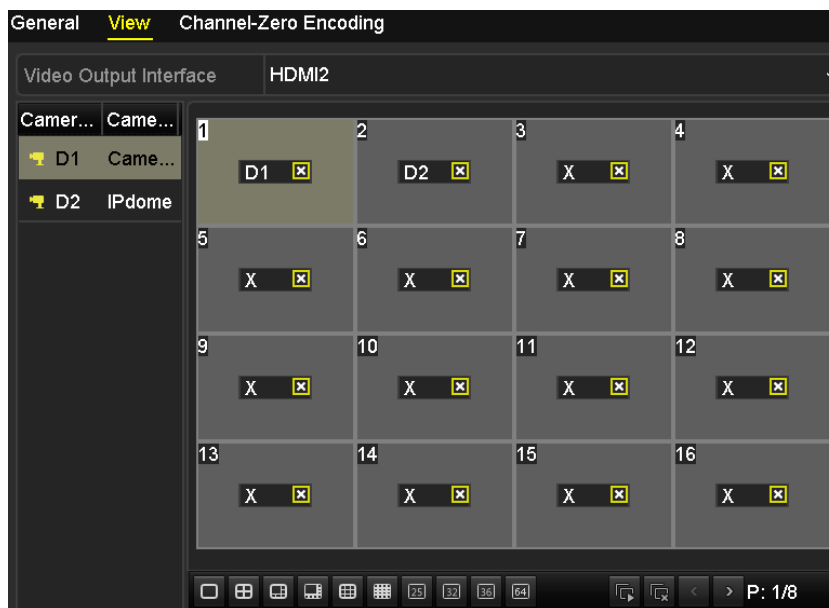 General View Channel-Zero Encoding
Video Output Interface HDMI2
Camer... Came...
D1 Came...
D2 IPdome
1 2 3 4
D1 D2 X X
5 6 7 8
X X X X
9 10 11 12
X X X X
13 14 15 16
X X X X
25 32 36 64 P: 1/8